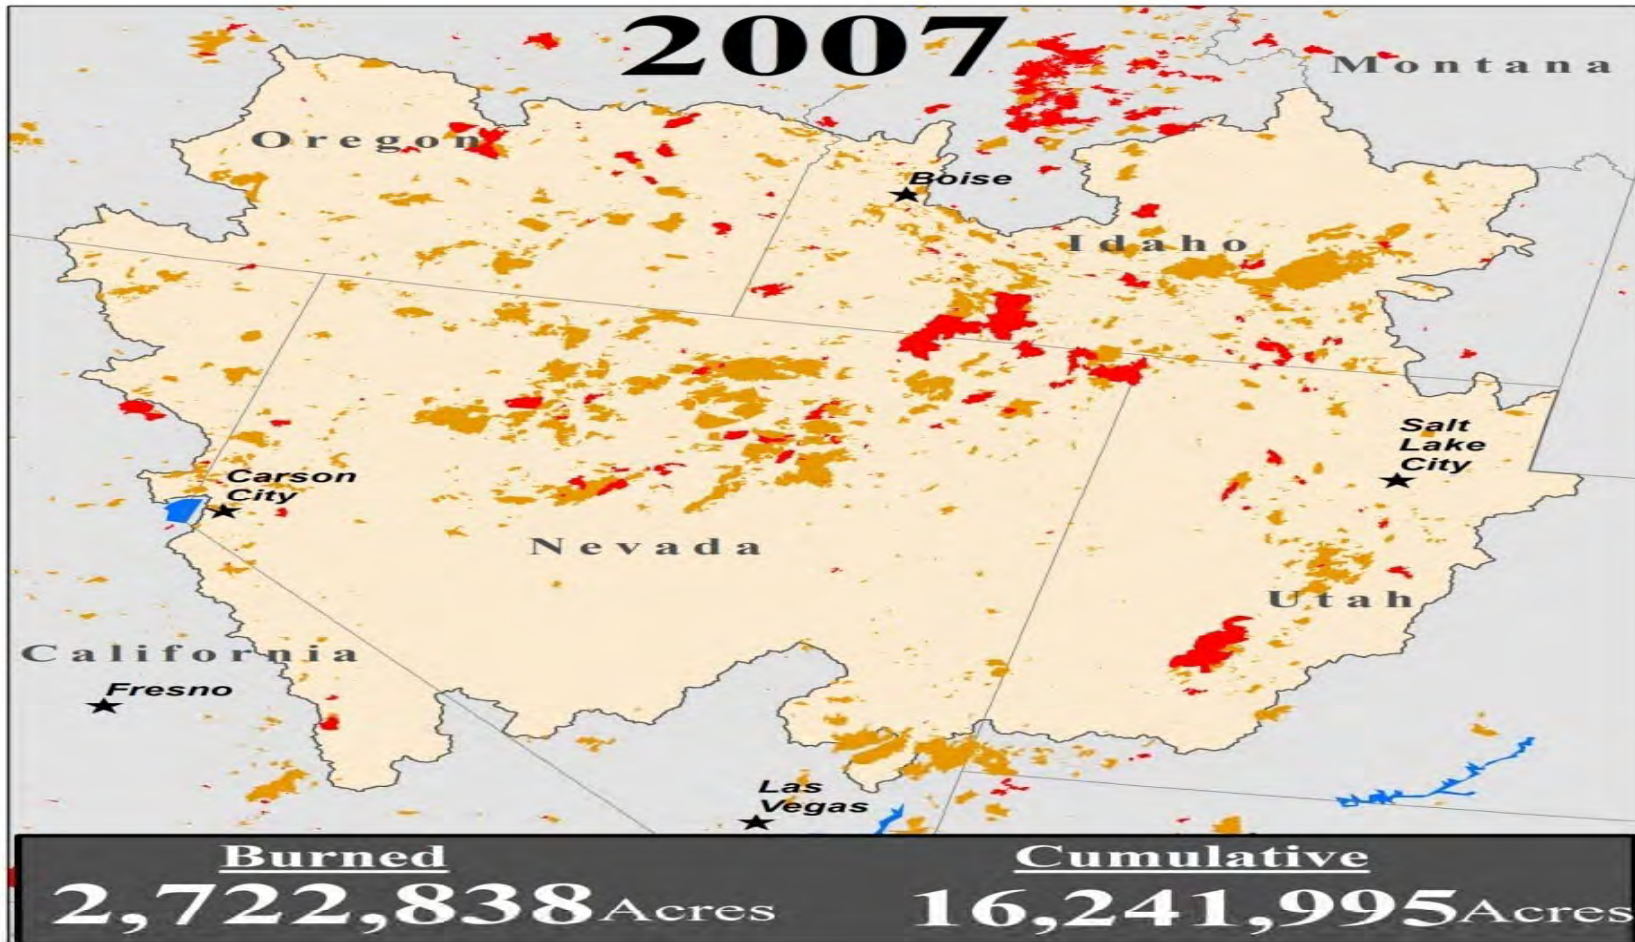 2007
Montana
Oregon
Boise
Idaho
Salt
Lake
City
Carson
City
Nevada
Utah
California
Fresno
Las
Vegas
Burned
Cumulative
2,722,838 Acres
16,241,995 Acres